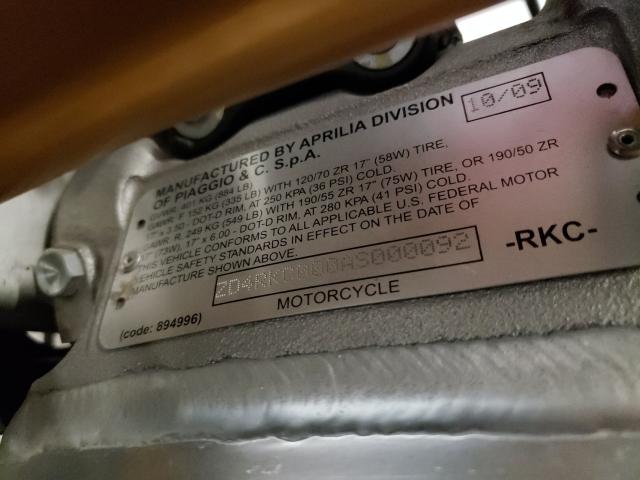 MANUFACTURED BY APRILIA DIVISION 10/09
OF PIAGGIO & C. S.p.A.
GVWR 401 KG (884 LB)
GAWR. F 152 KG (335 LB) WITH 120/70 ZR 17" (58W) TIRE,
17" x 3.50 - DOT-D RIM, AT 250 KPA (36 PSI) COLD.
GAWR. R. 249 KG (549 LB) WITH 190/55 ZR 17" (75W) TIRE, OR 190/50 ZR
17" (73W), 17" x 6.00 - DOT-D RIM, AT 280 KPA (41 PSI) COLD.
THIS VEHICLE CONFORMS TO ALL APPLICABLE U.S. FEDERAL MOTOR
VEHICLE SAFETY STANDARDS IN EFFECT ON THE DATE OF
MANUFACTURE SHOWN ABOVE.
-RKC-
MOTORCYCLE
(code: 894996)